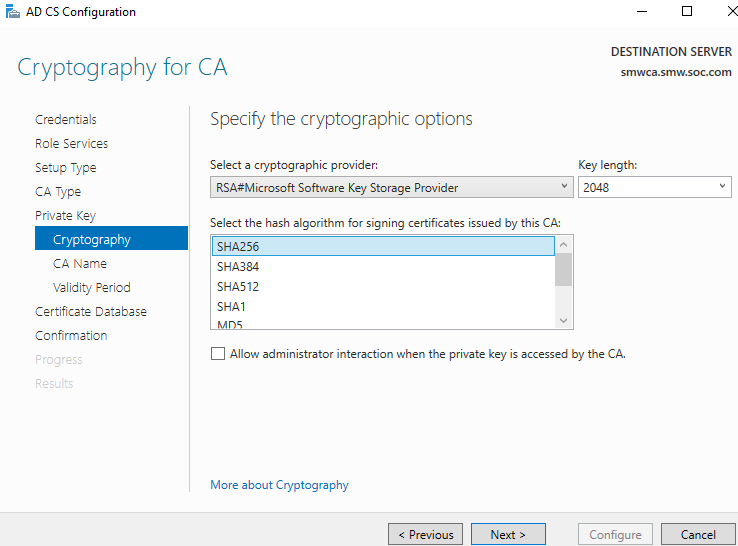 AD CS Configuration
DESTINATION SERVER
smwca.smw.soc.com
Cryptography for CA
Credentials
Role Services
Setup Type
CA Type
Private Key
Cryptography
CA Name
Validity Period
Certificate Database
Confirmation
Progress
Results
Specify the cryptographic options
Select a cryptographic provider:
Key length:
RSA#Microsoft Software Key Storage Provider
2048
Select the hash algorithm for signing certificates issued by this CA:
SHA256
SHA384
SHA512
SHA1
MD5
Allow administrator interaction when the private key is accessed by the CA.
More about Cryptography
< Previous
Next >
Configure
Cancel